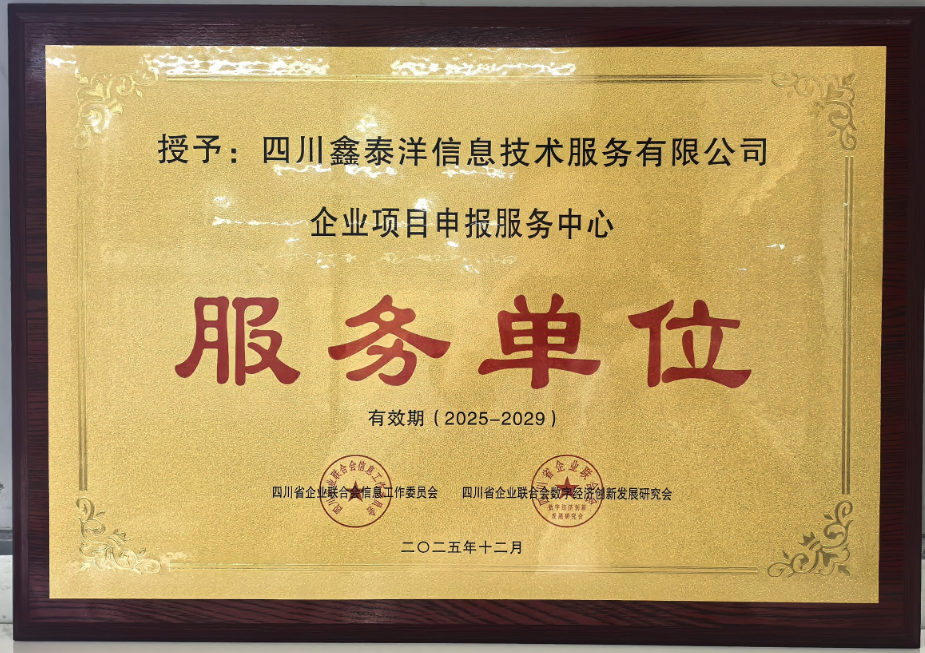 授予：四川鑫泰洋信息技术服务有限公司
企业项目申报服务中心
服务单位
有效期（2025-2029）
四川省企业联合会信息工作委员会
四川省企业联合会数字经济创新发展研究会
二〇二五年十二月